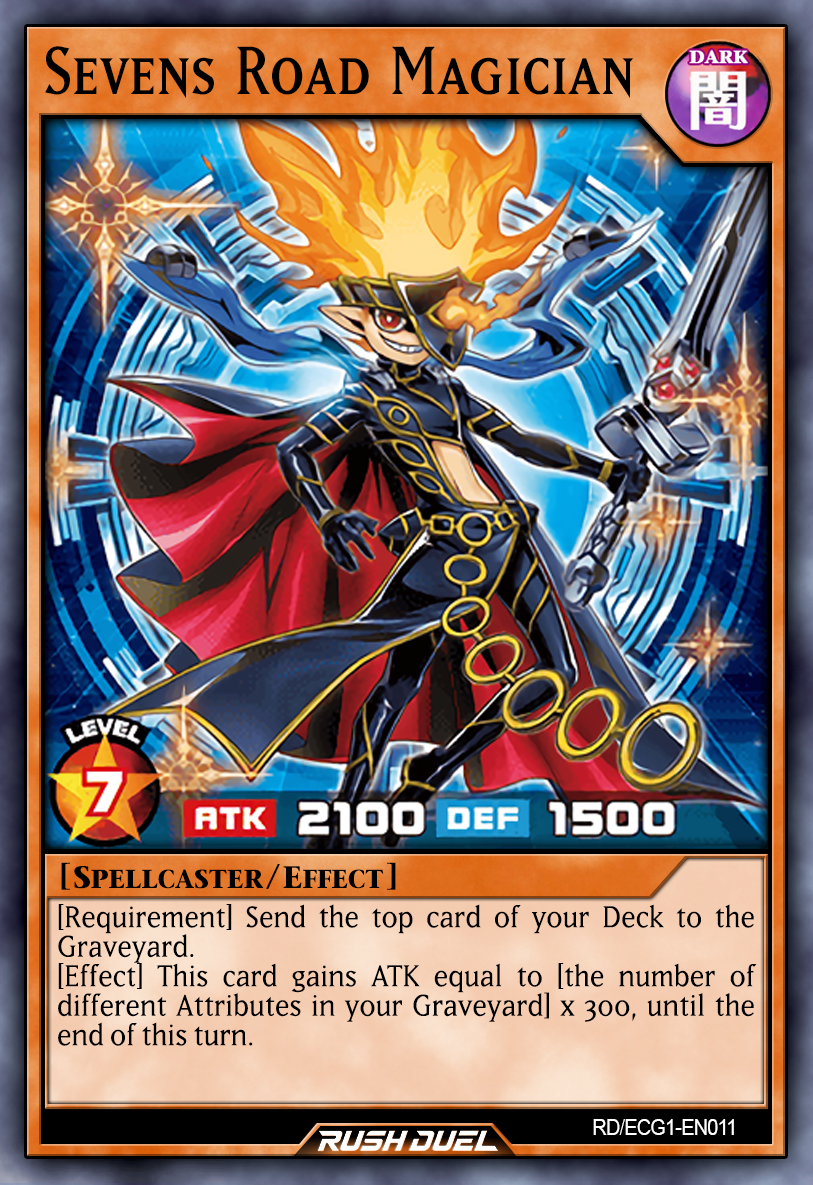 Sevens Road Magician
DARK
闇
LEVEL
7
ATK 2100 DEF 1500
[Spellcaster/Effect]
[Requirement] Send the top card of your Deck to the
Graveyard.
[Effect] This card gains ATK equal to [the number of
different Attributes in your Graveyard] x 300, until the
end of this turn.
RD/ECG1-EN011
RUSH DUEL